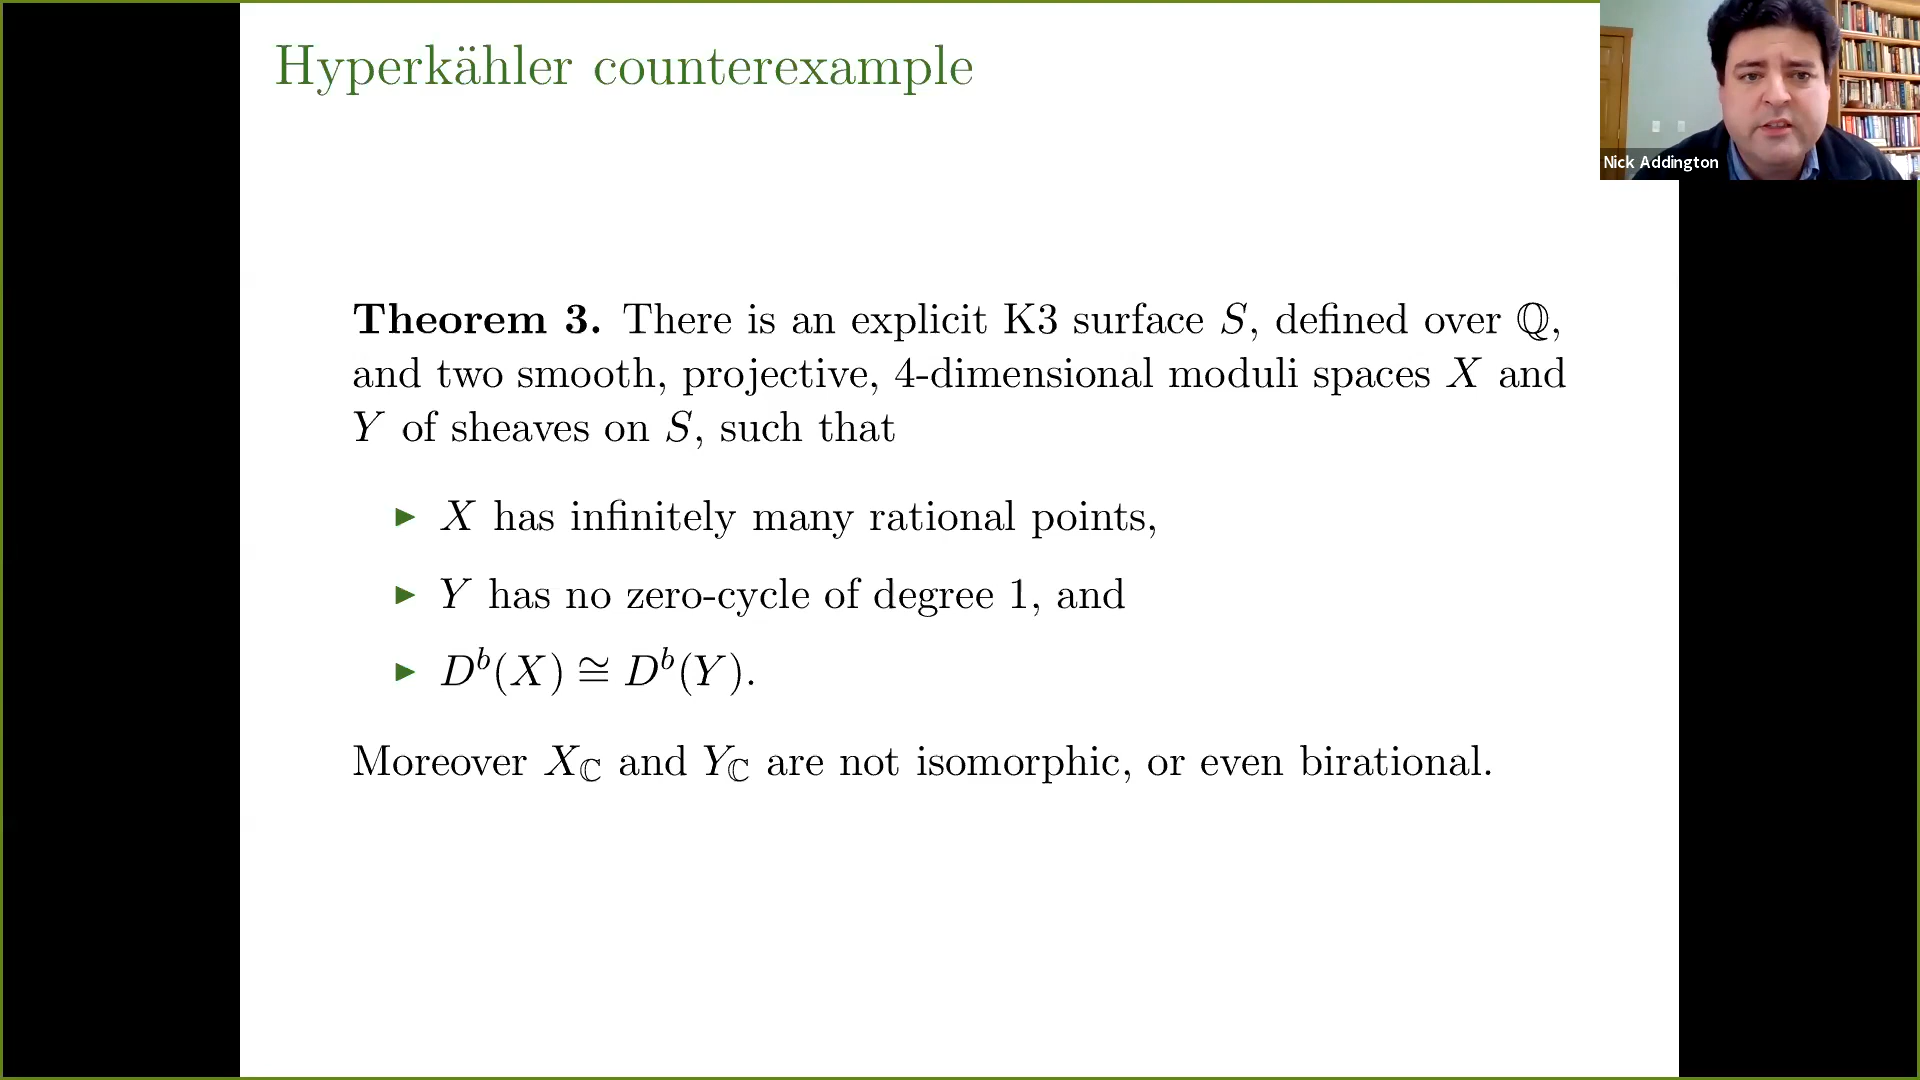 Hyperkähler counterexample
Nick Addington
Theorem 3. There is an explicit K3 surface S, defined over ℚ,
and two smooth, projective, 4-dimensional moduli spaces X and
Y of sheaves on S, such that
▶ X has infinitely many rational points,
▶ Y has no zero-cycle of degree 1, and
▶ Dᵇ(X) ≅ Dᵇ(Y).
Moreover X_ℂ and Y_ℂ are not isomorphic, or even birational.